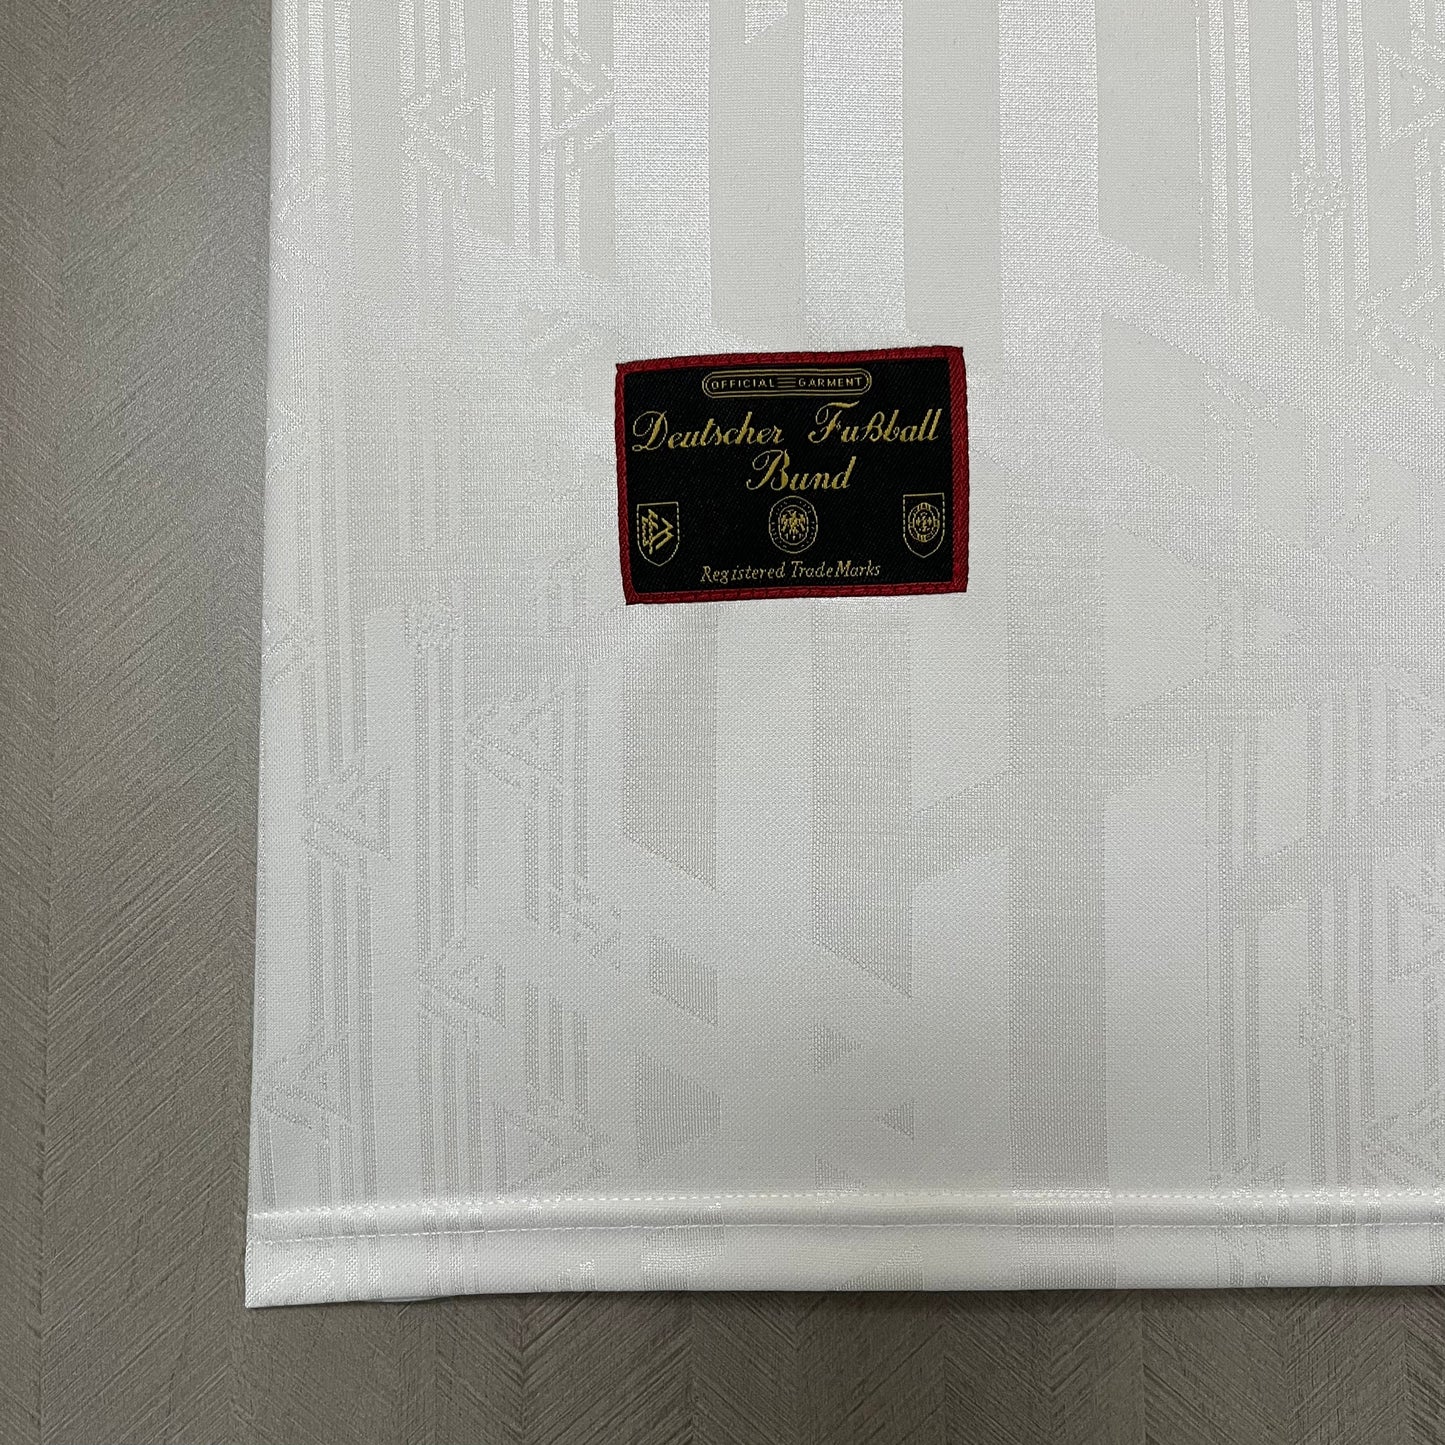 OFFICIAL GARMENT
Deutscher Fußball
Bund
Registered TradeMarks